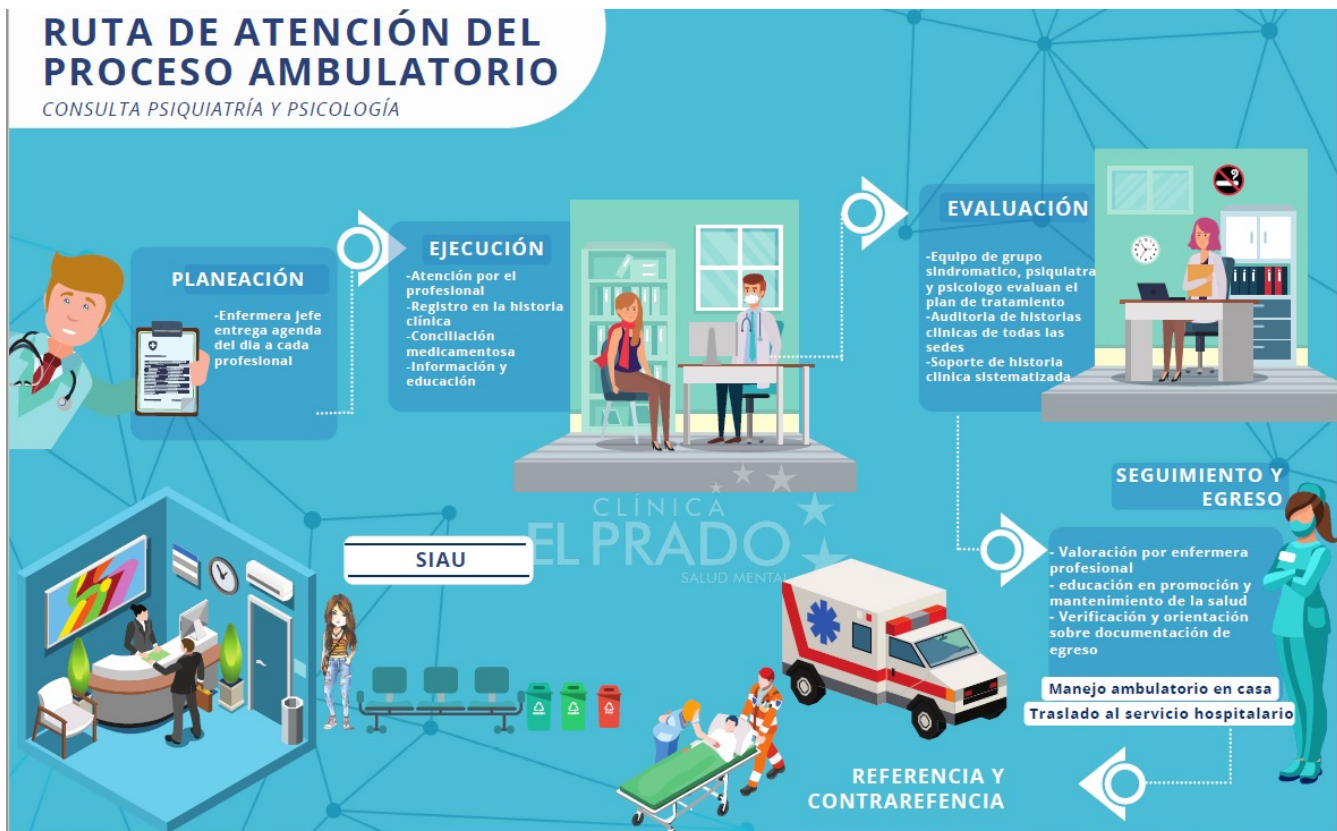 RUTA DE ATENCIÓN DEL
PROCESO AMBULATORIO
CONSULTA PSIQUIATRÍA Y PSICOLOGÍA
PLANEACIÓN
-Enfermera jefe
entrega agenda
del dia a cada
profesional
EJECUCIÓN
-Atención por el
profesional
-Registro en la historia
clínica
-Conciliación
medicamentosa
-Información y
educación
EVALUACIÓN
-Equipo de grupo
sindromatico, psiquiatra
y psicologo evaluan el
plan de tratamiento
-Auditoria de historias
clinicas de todas las
sedes
-Soporte de historia
clinica sistematizada
SEGUIMIENTO Y
EGRESO
- Valoración por enfermera
profesional
- educación en promoción y
mantenimiento de la salud
- Verificación y orientación
sobre documentación de
egreso
Manejo ambulatorio en casa
Traslado al servicio hospitalario
REFERENCIA Y
CONTRAREFENCIA
SIAU
CLÍNICA
EL PRADO
SALUD MENTAL